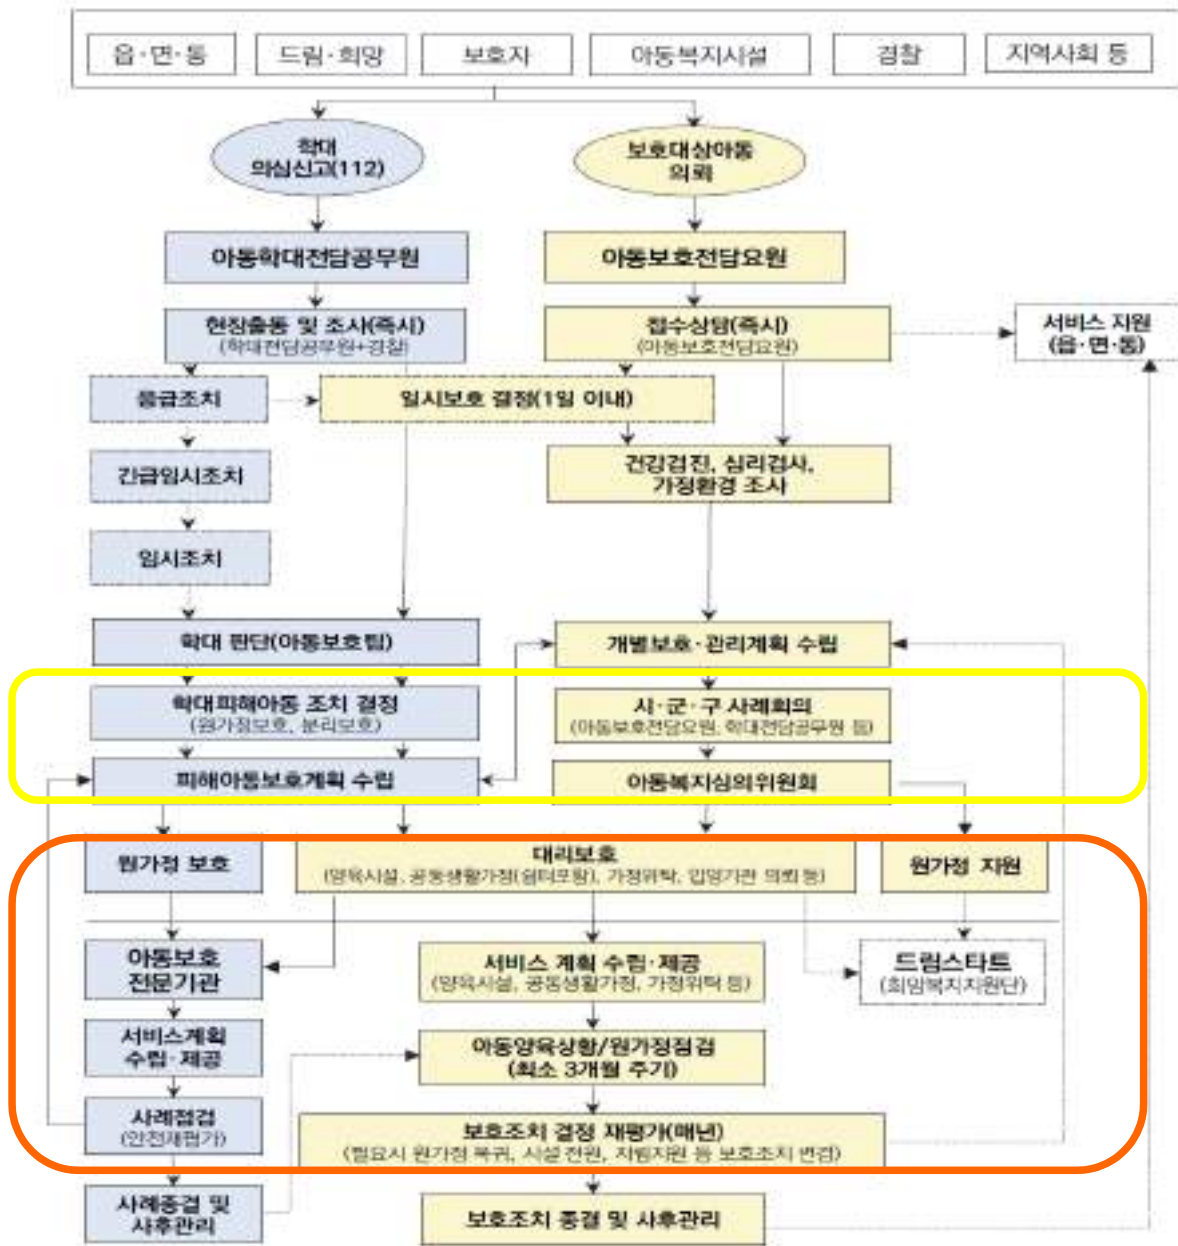 읍·면·동
드림·희망
보호자
아동복지시설
경찰
지역사회 등
학대
의심신고(112)
보호대상아동
의뢰
아동학대전담공무원
아동보호전담요원
현장출동 및 조사(즉시)
(학대전담공무원+경찰)
접수상담(즉시)
(아동보호전담요원)
서비스 지원
(읍·면·동)
응급조치
일시보호 결정(1일 이내)
긴급임시조치
건강검진, 심리검사,
가정환경 조사
임시조치
학대 판단(아동보호팀)
개별보호·관리계획 수립
학대피해아동 조치 결정
(원가정보호, 분리보호)
시·군·구 사례회의
(아동보호전담요원, 학대전담공무원 등)
피해아동보호계획 수립
아동복지심의위원회
원가정 보호
대리보호
(양육시설, 공동생활가정(쉼터포함), 가정위탁, 입양기관 의뢰 등)
원가정 지원
아동보호
전문기관
서비스 계획 수립·제공
(양육시설, 공동생활가정, 가정위탁 등)
드림스타트
(희망복지지원단)
서비스계획
수립·제공
아동양육상황/원가정점검
(최소 3개월 주기)
사례점검
(안전재평가)
보호조치 결정 재평가(매년)
(필요시 원가정 복귀, 시설 전원, 자립지원 등 보호조치 변경)
사례종결 및
사후관리
보호조치 종결 및 사후관리